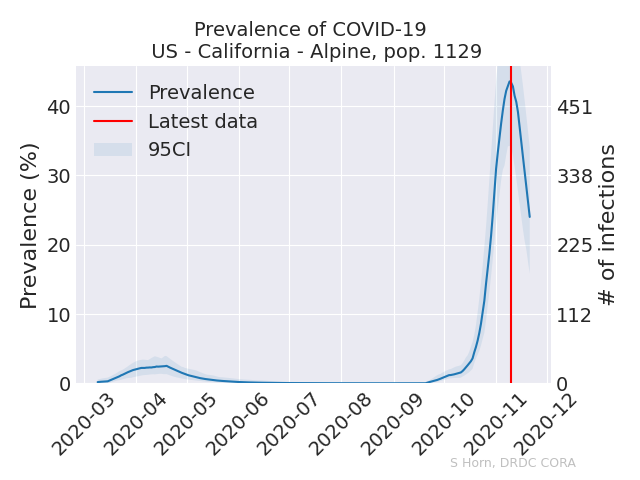 Prevalence of COVID-19
US - California - Alpine, pop. 1129
Prevalence
Latest data
95CI
Prevalence (%)
40
30
20
10
0
# of infections
451
338
225
112
0
2020-03
2020-04
2020-05
2020-06
2020-07
2020-08
2020-09
2020-10
2020-11
2020-12
S Horn, DRDC CORA